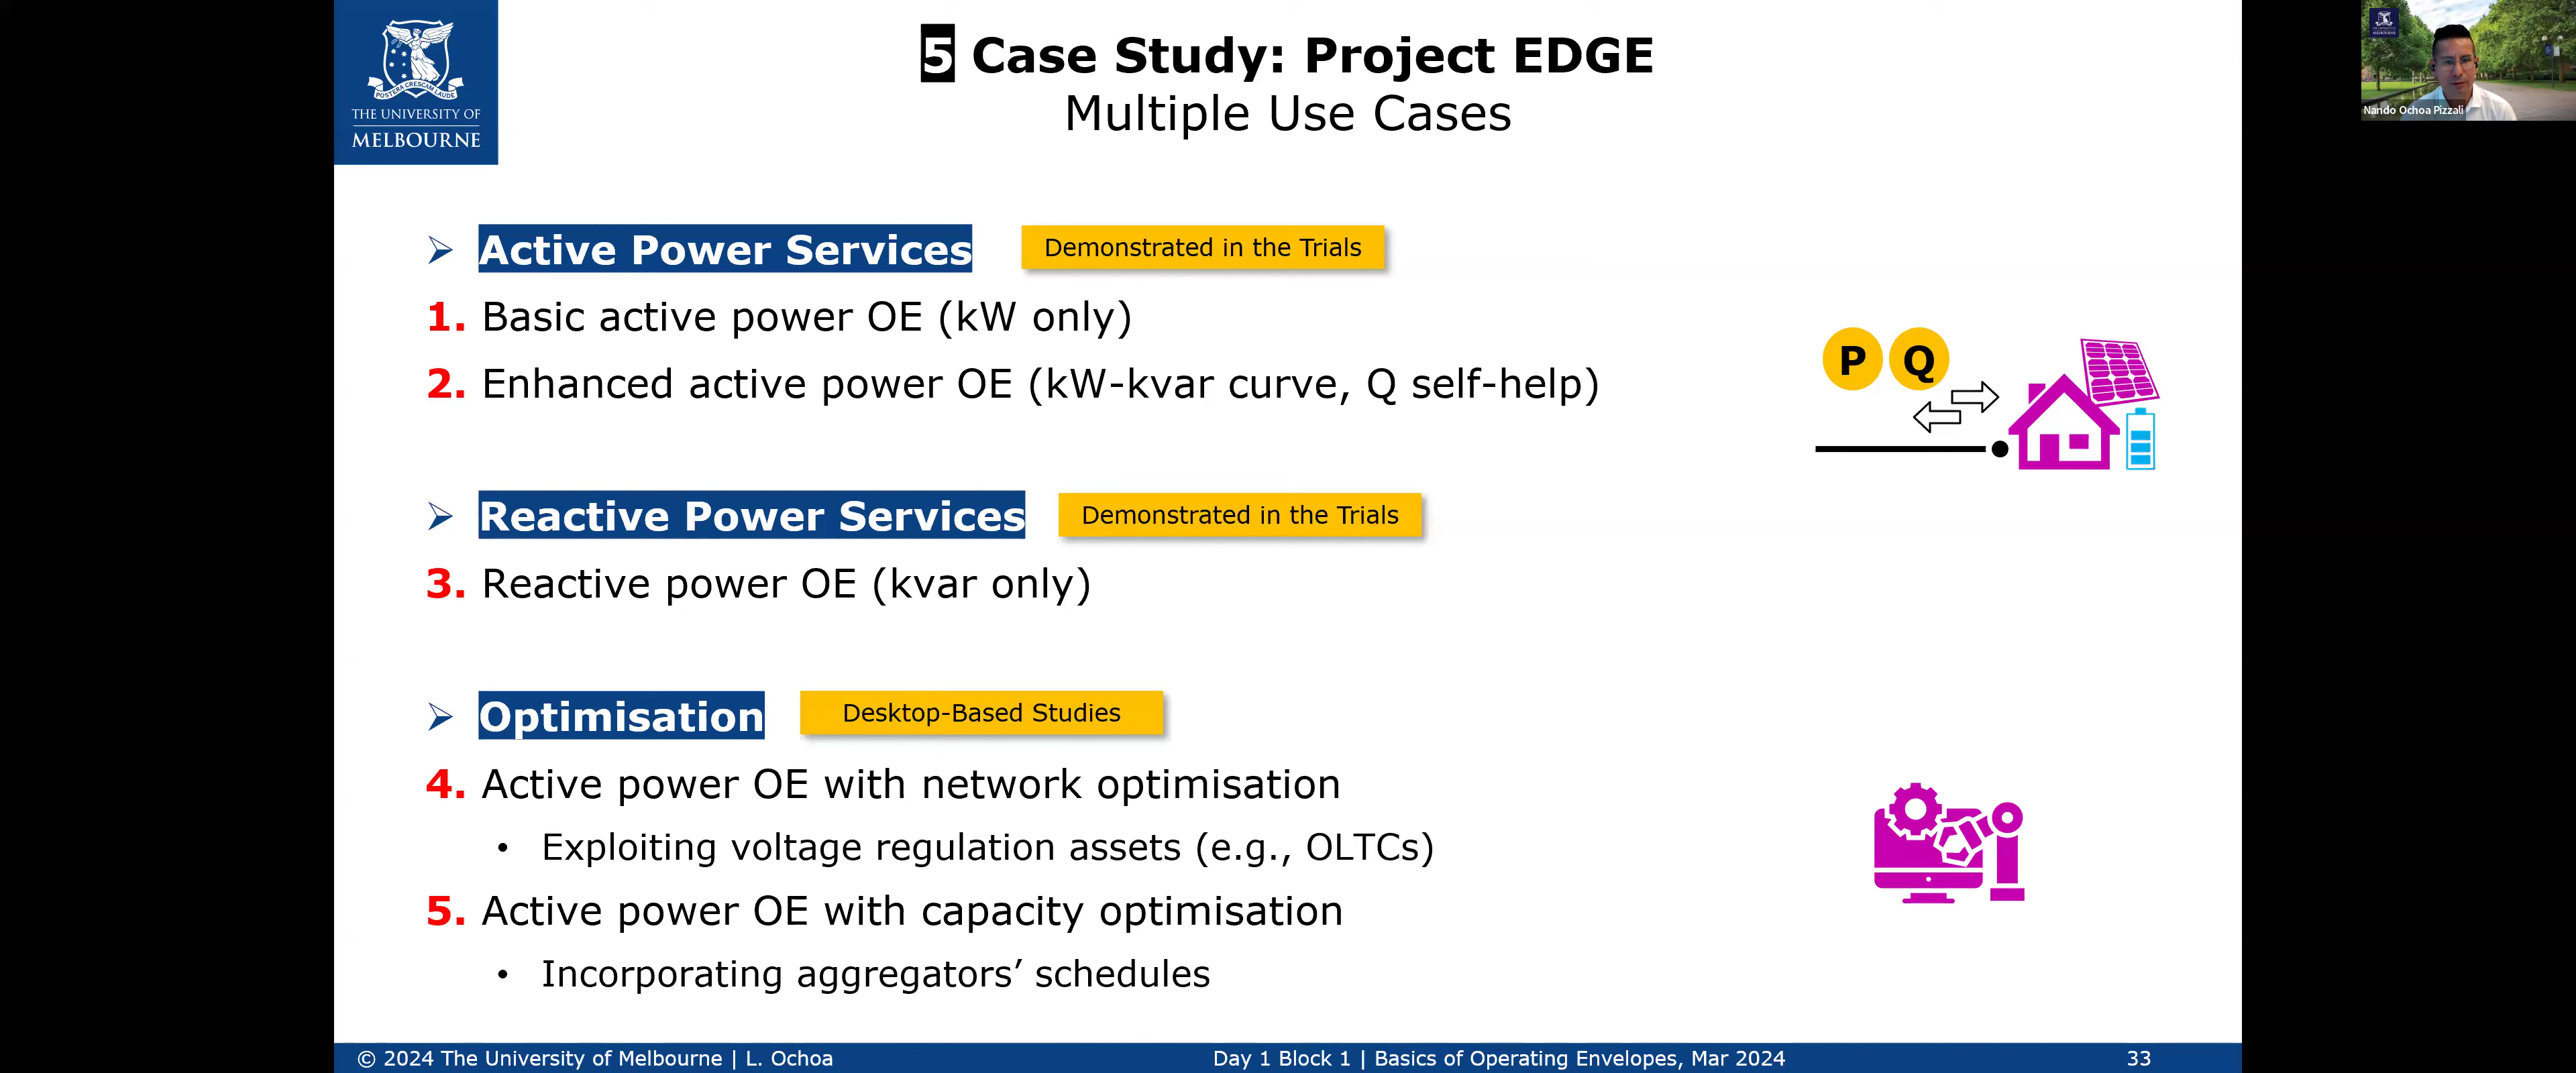 5 Case Study: Project EDGE
Multiple Use Cases
POSTERA CRESCAM LAUDE
THE UNIVERSITY OF
MELBOURNE
Nando Ochoa Pizzali
➢ Active Power Services
Demonstrated in the Trials
1. Basic active power OE (kW only)
2. Enhanced active power OE (kW-kvar curve, Q self-help)
P Q
➢ Reactive Power Services
Demonstrated in the Trials
3. Reactive power OE (kvar only)
➢ Optimisation
Desktop-Based Studies
4. Active power OE with network optimisation
• Exploiting voltage regulation assets (e.g., OLTCs)
5. Active power OE with capacity optimisation
• Incorporating aggregators’ schedules
© 2024 The University of Melbourne | L. Ochoa
Day 1 Block 1 | Basics of Operating Envelopes, Mar 2024
33